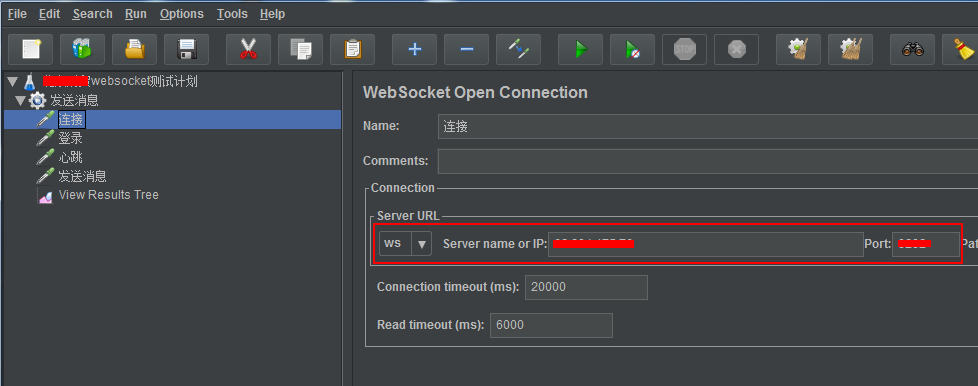 File Edit Search Run Options Tools Help
websocket测试计划
发送消息
连接
登录
心跳
发送消息
View Results Tree
WebSocket Open Connection
Name: 连接
Comments:
Connection
Server URL
ws Server name or IP: Port: Pat
Connection timeout (ms): 20000
Read timeout (ms): 6000
STOP